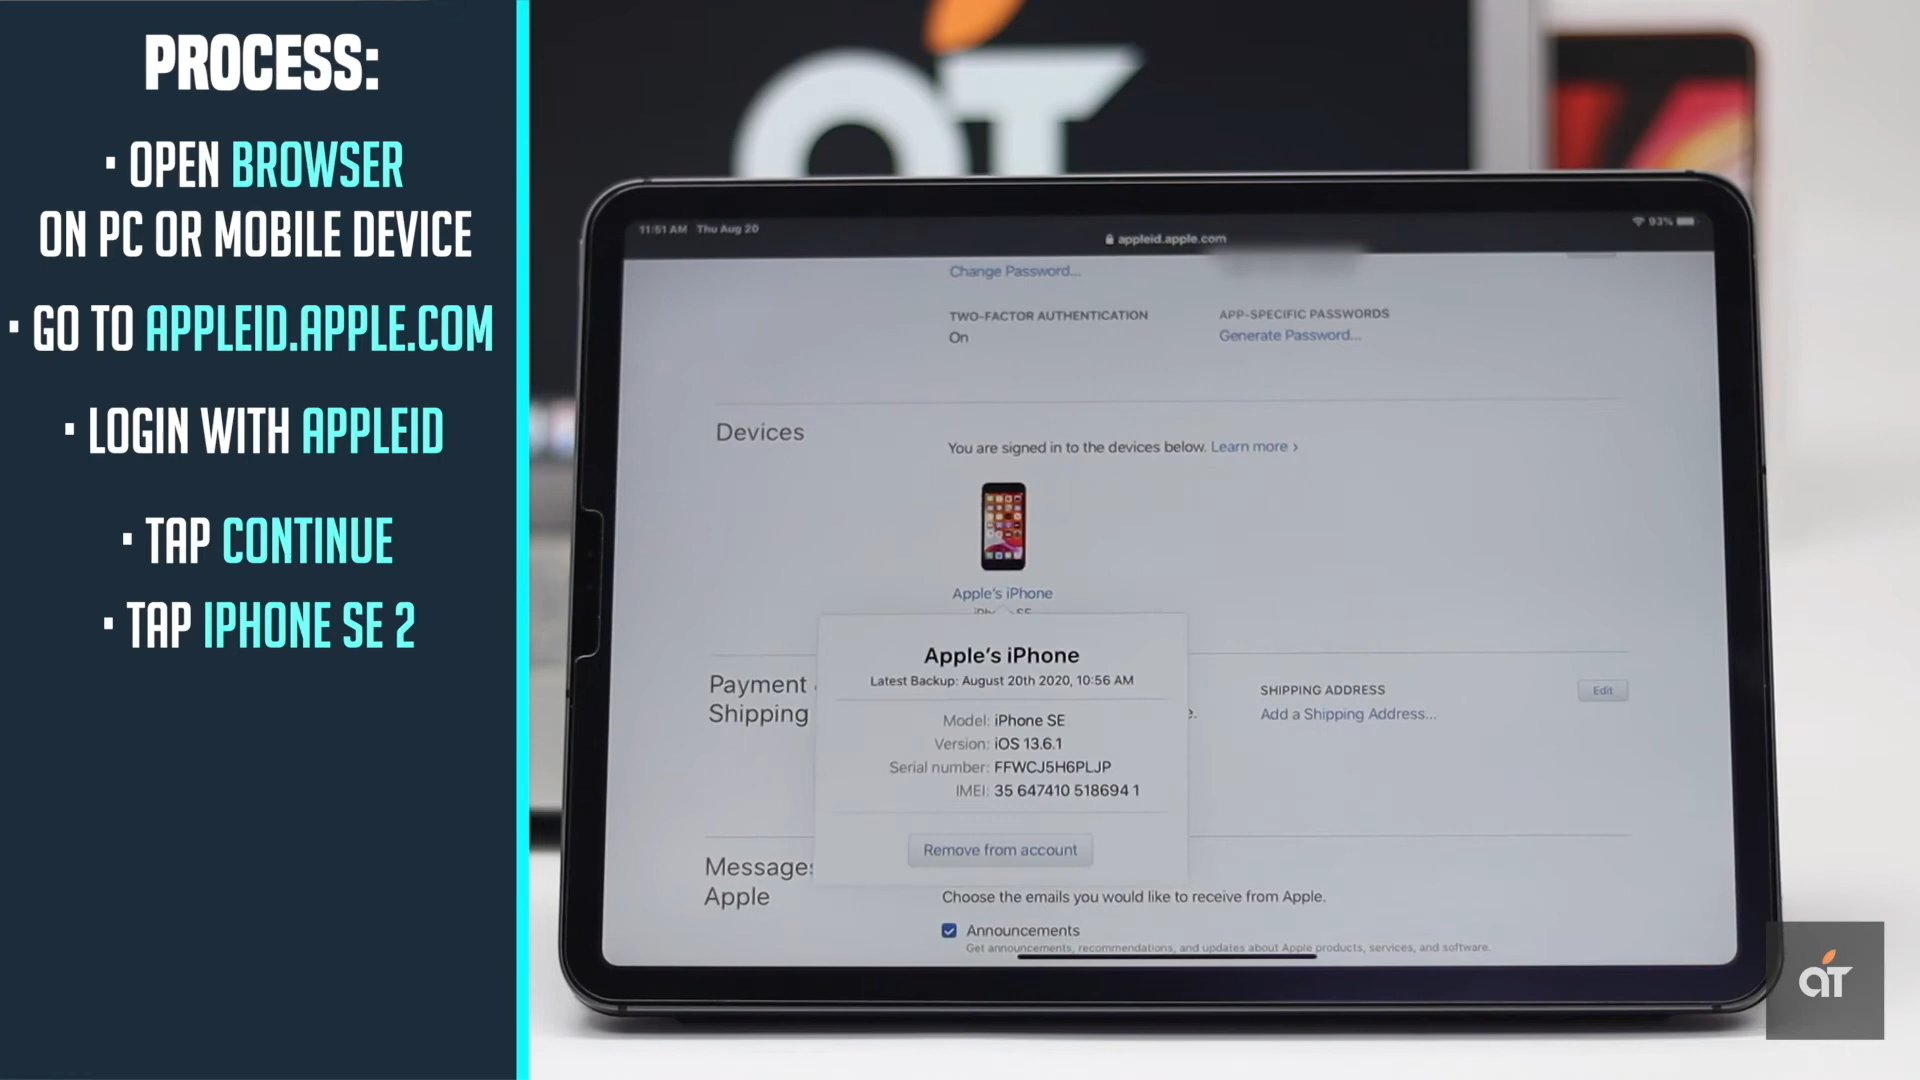 PROCESS:
· OPEN BROWSER
ON PC OR MOBILE DEVICE
· GO TO APPLEID.APPLE.COM
· LOGIN WITH APPLEID
· TAP CONTINUE
· TAP IPHONE SE 2
aT
11:51 AM Thu Aug 20
appleid.apple.com
93%
Change Password...
TWO-FACTOR AUTHENTICATION
On
APP-SPECIFIC PASSWORDS
Generate Password...
Devices
You are signed in to the devices below. Learn more >
Apple's iPhone
Apple's iPhone
Latest Backup: August 20th 2020, 10:56 AM
Model: iPhone SE
Version: iOS 13.6.1
Serial number: FFWCJ5H6PLJP
IMEI: 35 647410 518694 1
Remove from account
Payment
Shipping
SHIPPING ADDRESS
Add a Shipping Address...
Edit
Messages
Apple
Choose the emails you would like to receive from Apple.
Announcements
Get announcements, recommendations, and updates about Apple products, services, and software.
aT